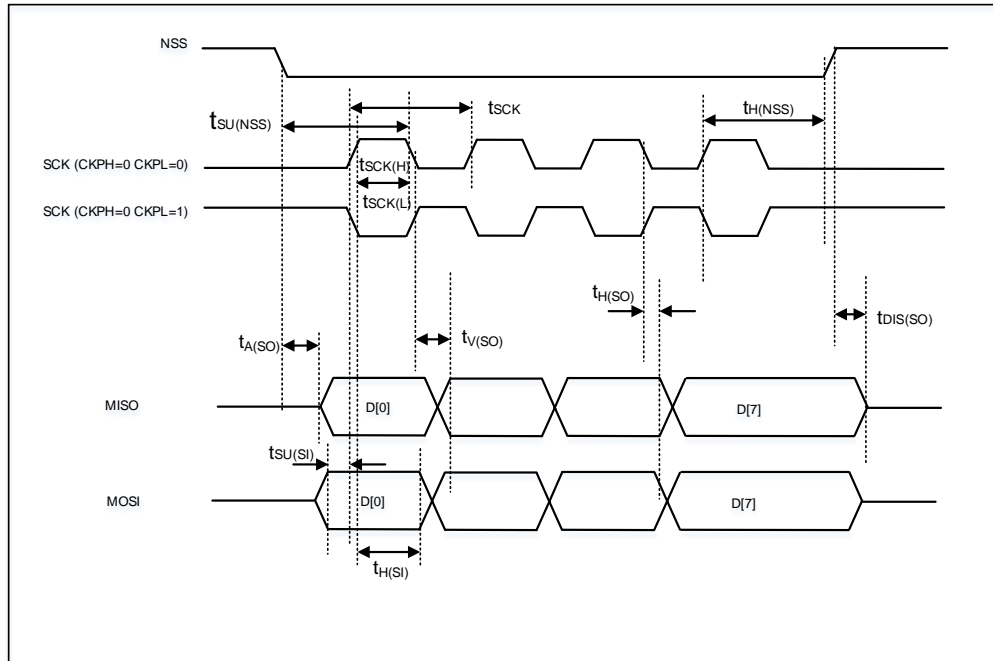 NSS
tSCK
tH(NSS)
tSU(NSS)
SCK (CKPH=0 CKPL=0)
tSCK(H)
tSCK(L)
SCK (CKPH=0 CKPL=1)
tH(SO)
tDIS(SO)
tV(SO)
tA(SO)
MISO
D[0]
D[7]
tSU(SI)
MOSI
D[0]
D[7]
tH(SI)